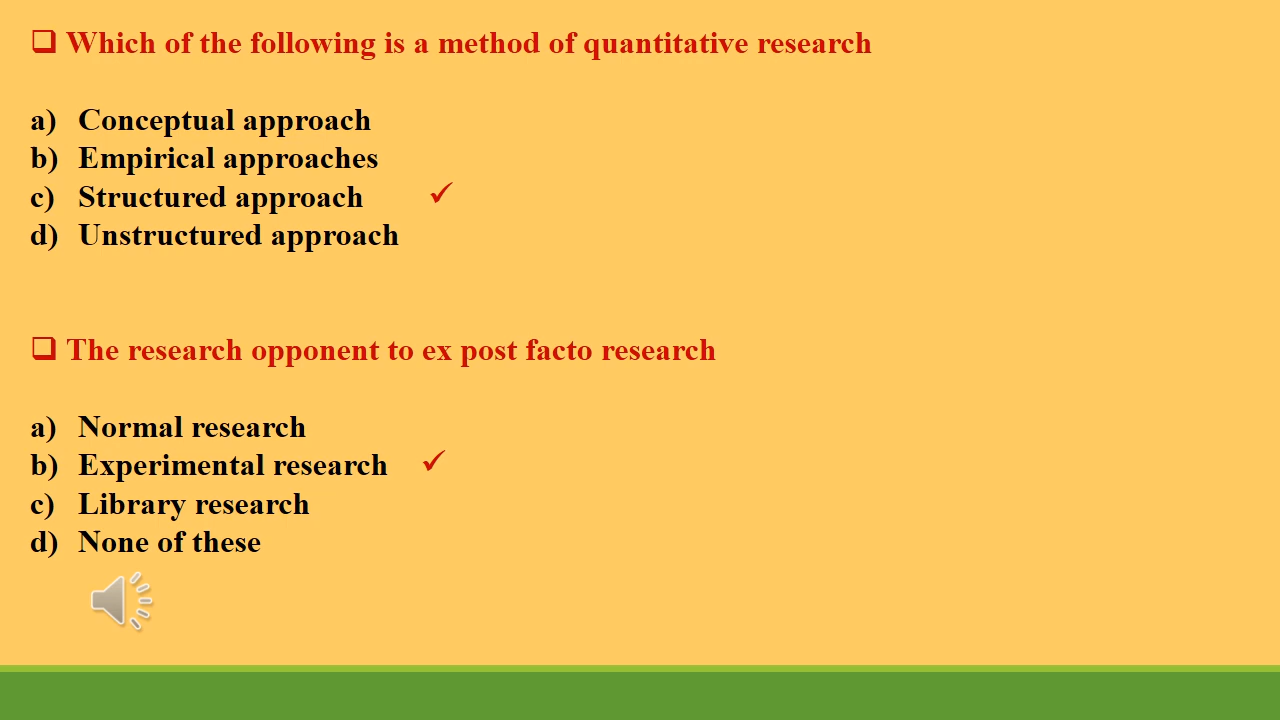 ❑ Which of the following is a method of quantitative research
a) Conceptual approach
b) Empirical approaches
c) Structured approach ✓
d) Unstructured approach
❑ The research opponent to ex post facto research
a) Normal research
b) Experimental research ✓
c) Library research
d) None of these